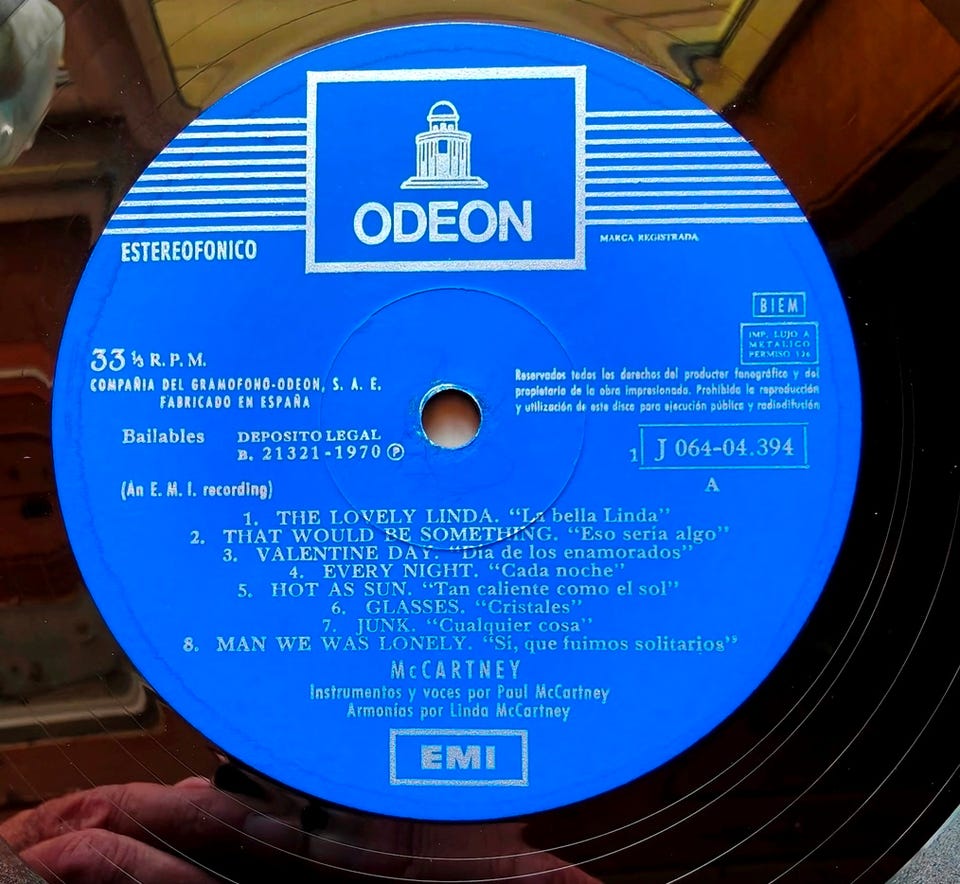 ODEON
ESTEREOFONICO
MARCA REGISTRADA
BIEM
IMP. LUJO A
METALICO
PERMISO 136
33⅓ R. P. M.
COMPAÑIA DEL GRAMOFONO-ODEON, S. A. E.
FABRICADO EN ESPAÑA
Reservados todos los derechos del productor fonográfico y del
propietario de la obra impresionada. Prohibida la reproducción
y utilización de este disco para ejecución pública y radiodifusión
Bailables
DEPOSITO LEGAL
B. 21321-1970 Ⓟ
1 J 064-04.394
A
(An E. M. I. recording)
1. THE LOVELY LINDA. "La bella Linda"
2. THAT WOULD BE SOMETHING. "Eso sería algo"
3. VALENTINE DAY. "Día de los enamorados"
4. EVERY NIGHT. "Cada noche"
5. HOT AS SUN. "Tan caliente como el sol"
6. GLASSES. "Cristales"
7. JUNK. "Cualquier cosa"
8. MAN WE WAS LONELY. "Sí, que fuimos solitarios"
McCARTNEY
Instrumentos y voces por Paul McCartney
Armonías por Linda McCartney
EMI